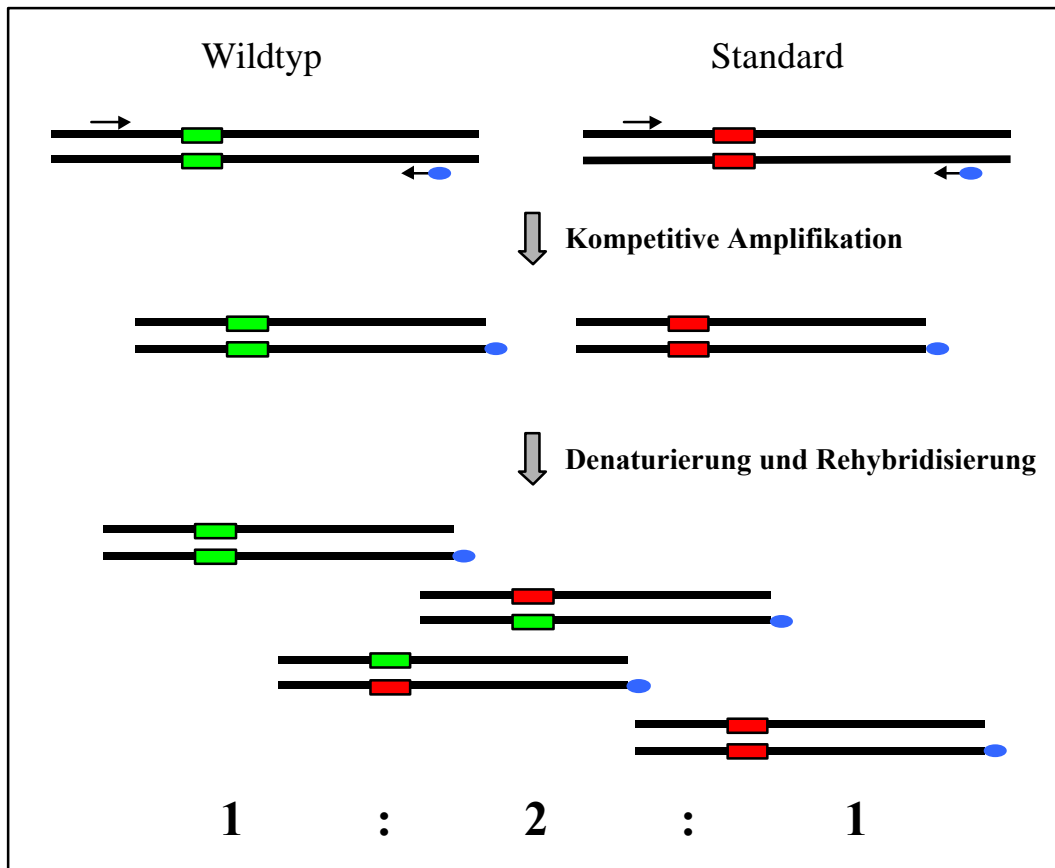 Wildtyp Standard
Kompetitive Amplifikation
Denaturierung und Rehybridisierung
1 : 2 : 1